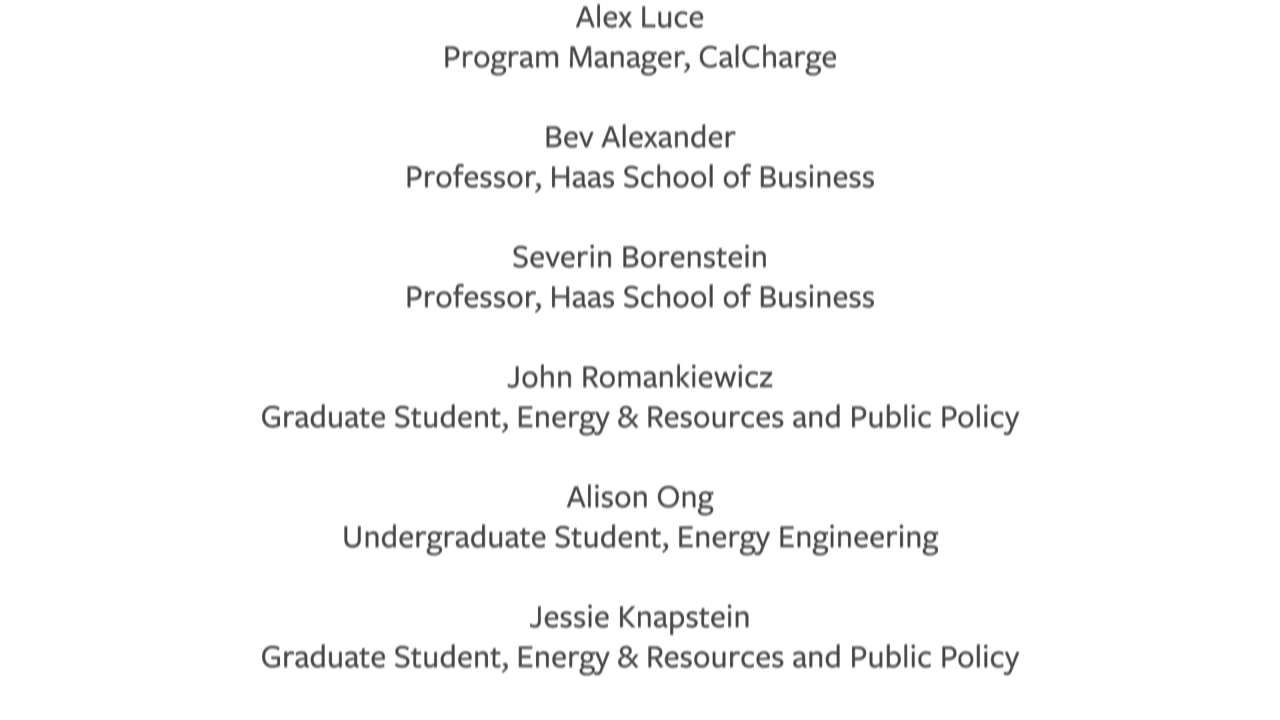 Alex Luce
Program Manager, CalCharge
Bev Alexander
Professor, Haas School of Business
Severin Borenstein
Professor, Haas School of Business
John Romankiewicz
Graduate Student, Energy & Resources and Public Policy
Alison Ong
Undergraduate Student, Energy Engineering
Jessie Knapstein
Graduate Student, Energy & Resources and Public Policy